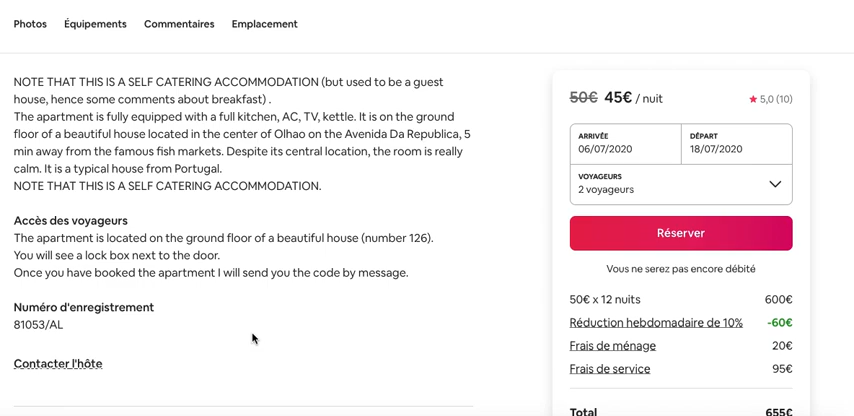 Photos Équipements Commentaires Emplacement
NOTE THAT THIS IS A SELF CATERING ACCOMMODATION (but used to be a guest
house, hence some comments about breakfast) .
The apartment is fully equipped with a full kitchen, AC, TV, kettle. It is on the ground
floor of a beautiful house located in the center of Olhao on the Avenida Da Republica, 5
min away from the famous fish markets. Despite its central location, the room is really
calm. It is a typical house from Portugal.
NOTE THAT THIS IS A SELF CATERING ACCOMMODATION.
Accès des voyageurs
The apartment is located on the ground floor of a beautiful house (number 126).
You will see a lock box next to the door.
Once you have booked the apartment I will send you the code by message.
Numéro d'enregistrement
81053/AL
Contacter l'hôte
50€ 45€ / nuit 5,0 (10)
ARRIVÉE DÉPART
06/07/2020 18/07/2020
VOYAGEURS
2 voyageurs
Réserver
Vous ne serez pas encore débité
50€ x 12 nuits 600€
Réduction hebdomadaire de 10% -60€
Frais de ménage 20€
Frais de service 95€
Total 655€